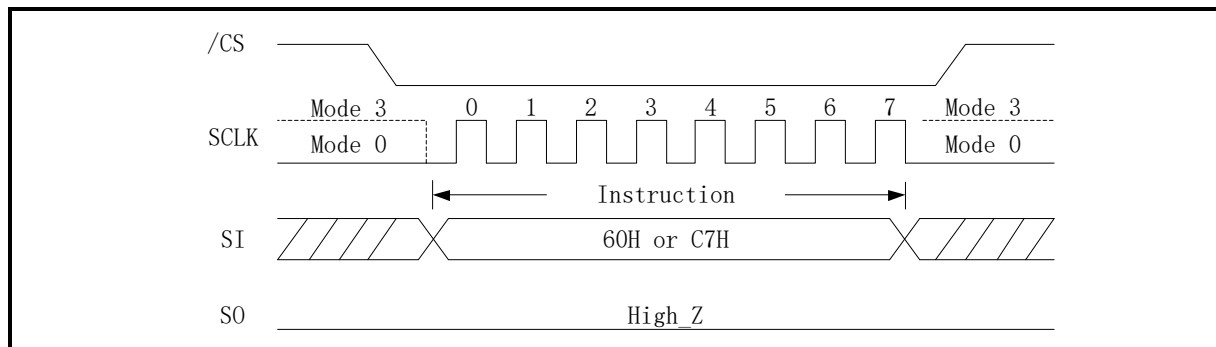 /CS
Mode 3 0 1 2 3 4 5 6 7 Mode 3
SCLK
Mode 0 Mode 0
Instruction
SI 60H or C7H
SO High_Z